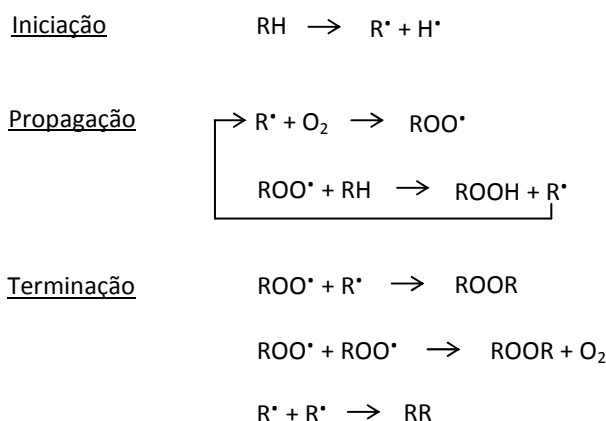 Iniciação RH → R• + H•
Propagação R• + O₂ → ROO•
ROO• + RH → ROOH + R•
Terminação ROO• + R• → ROOR
ROO• + ROO• → ROOR + O₂
R• + R• → RR